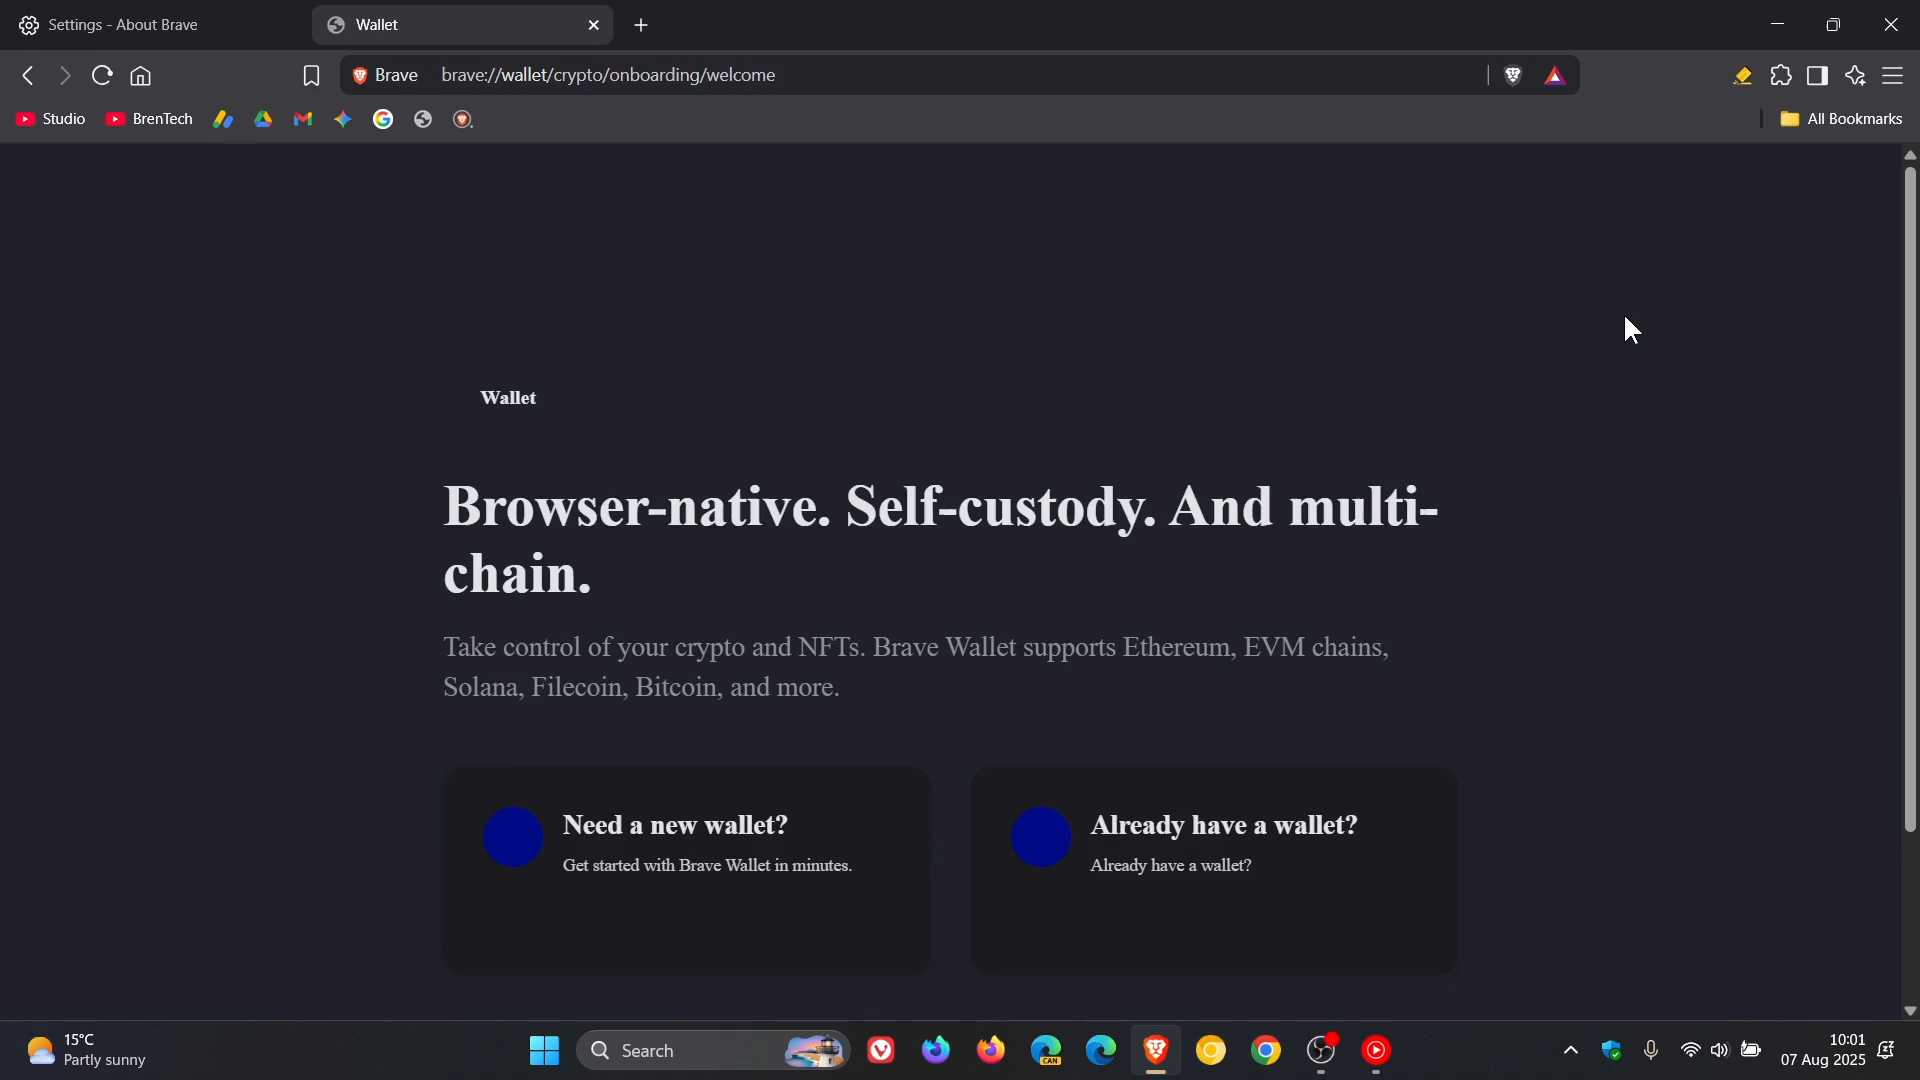 Settings - About Brave
Wallet
Brave
brave://wallet/crypto/onboarding/welcome
Studio
BrenTech
All Bookmarks
Wallet
Browser-native. Self-custody. And multi-
chain.
Take control of your crypto and NFTs. Brave Wallet supports Ethereum, EVM chains,
Solana, Filecoin, Bitcoin, and more.
Need a new wallet?
Get started with Brave Wallet in minutes.
Already have a wallet?
Already have a wallet?
15°C
Partly sunny
Search
CAN
10:01
07 Aug 2025